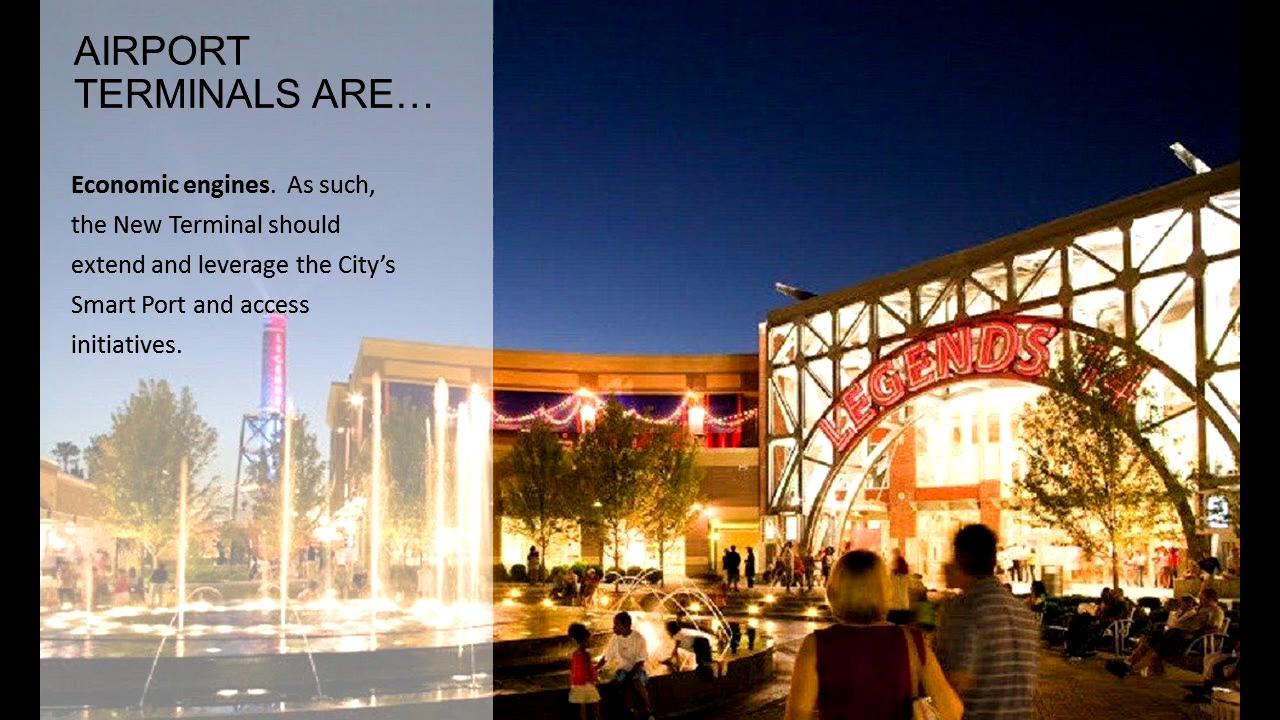 AIRPORT
TERMINALS ARE…
Economic engines.  As such,
the New Terminal should
extend and leverage the City’s
Smart Port and access
initiatives.
LEGENDS 14